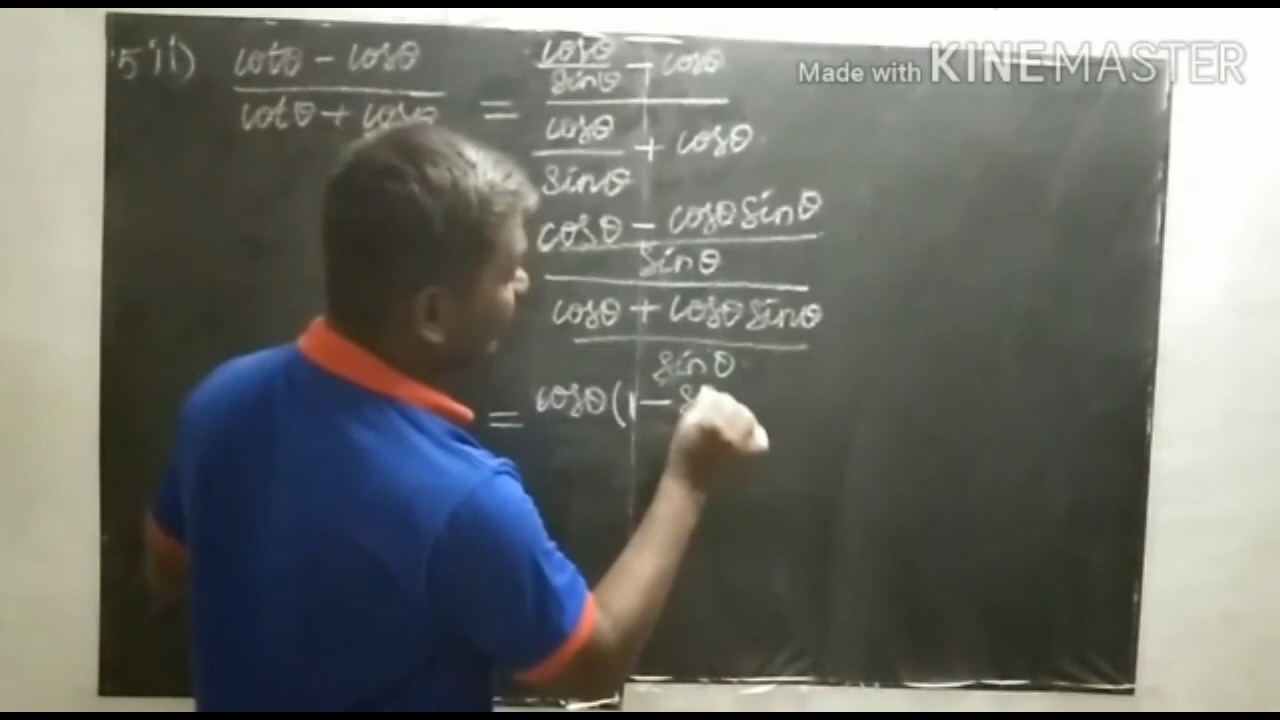 5 ii) cotθ - cosθ = cosθ/sinθ - cosθ
cotθ + cosθ cosθ/sinθ + cosθ
cosθ - cosθ sinθ
sinθ
cosθ + cosθ sinθ
sinθ
= cosθ(1 -
Made with KINEMASTER